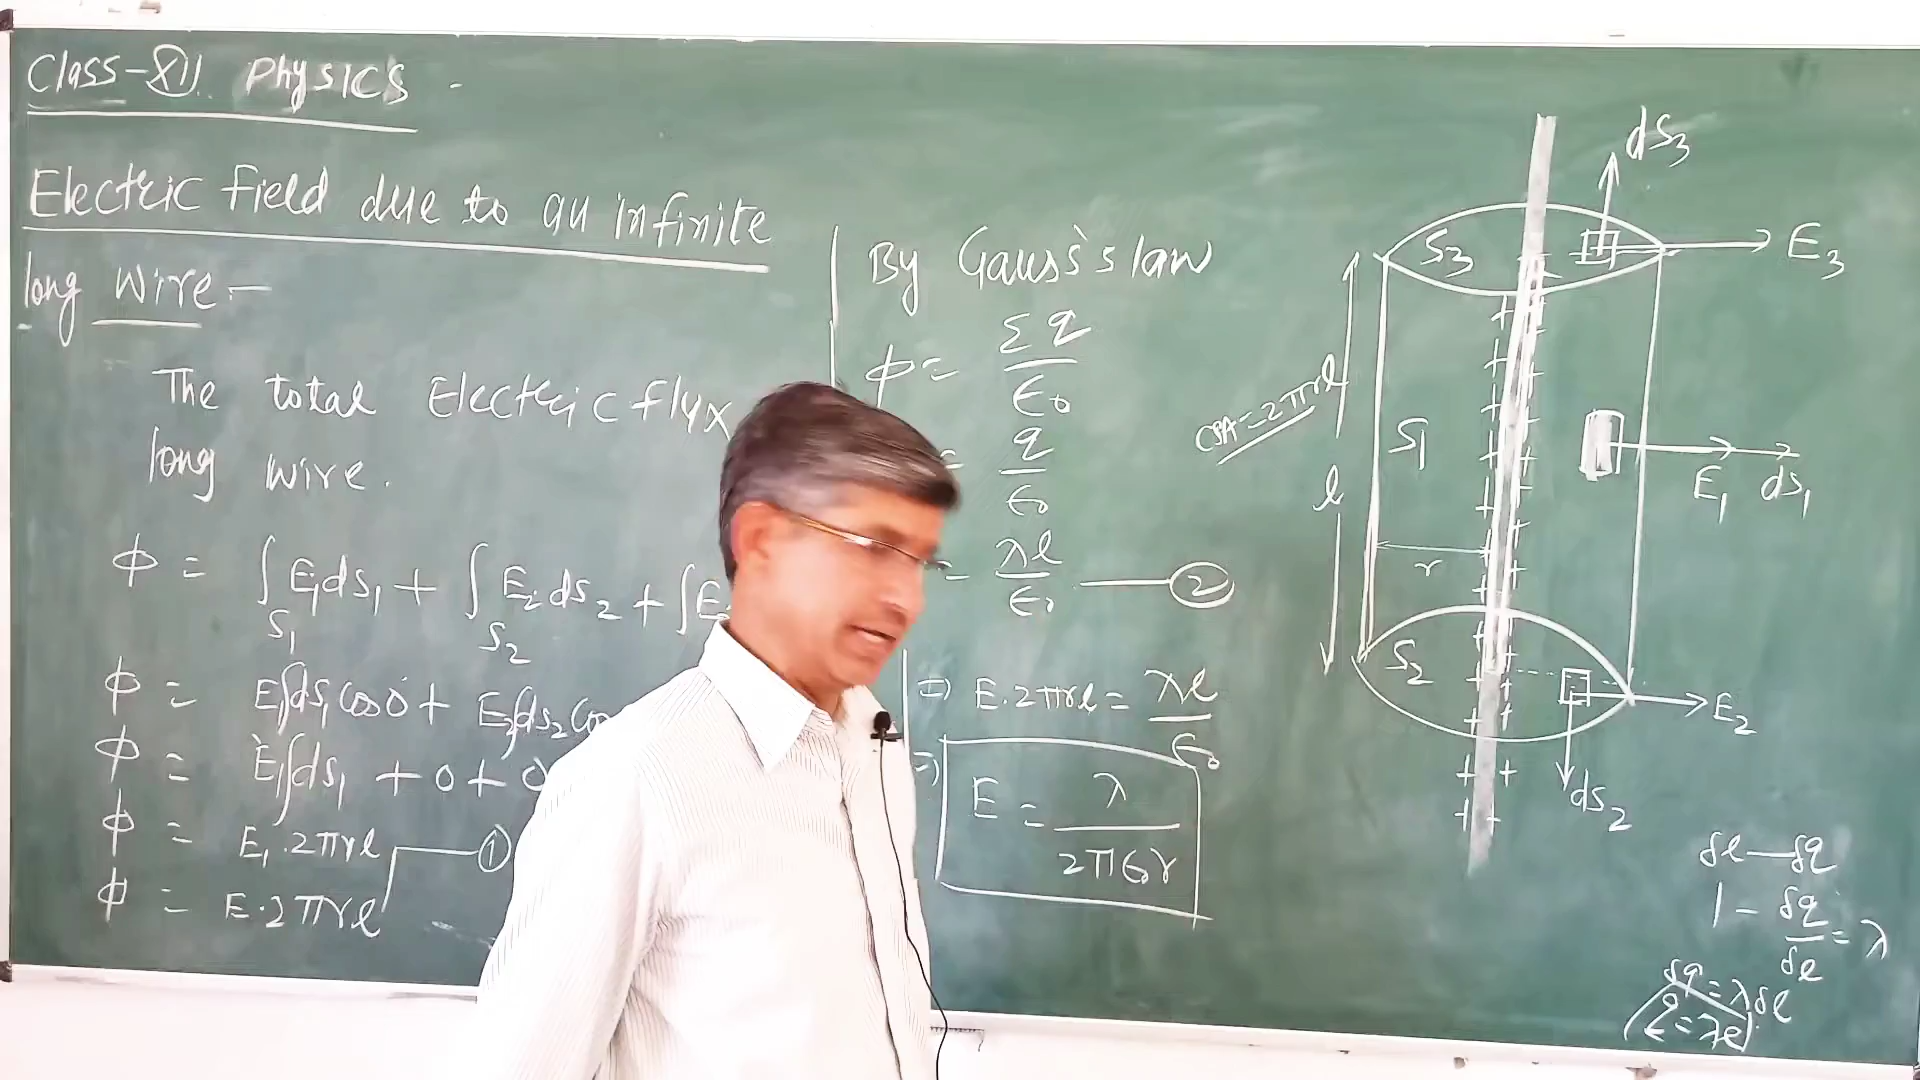 Class-XII Physics
Electric field due to an infinite
long wire:-
The total Electric flux
long wire.
ϕ = ∫ E₁ds₁ + ∫ E₂ds₂ + ∫E
S₁ S₂
ϕ = E₁∫ds₁cos0° + E₂∫ds₂cos
ϕ = E₁∫ds₁ + 0 + 0
ϕ = E₁.2πrl
ϕ = E.2πrl
①
By Gauss's law
ϕ = Σq/ϵ₀
= q/ϵ₀
= λl/ϵ₀ — ②
=) E.2πrl = λl/ϵ₀
=) E = λ/2πϵ₀r
CSA = 2πrl
dS₃
S₃
E₃
S₁
E₁ ds₁
l
r
S₂
E₂
ds₂
δl — δq
1 - δq/δl = λ
δq = λδl
q = λl